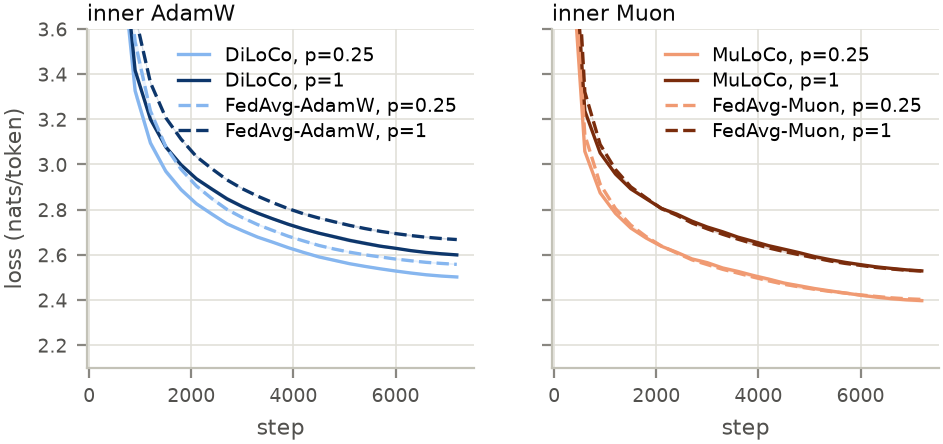 inner AdamW
DiLoCo, p=0.25
DiLoCo, p=1
FedAvg-AdamW, p=0.25
FedAvg-AdamW, p=1
loss (nats/token)
3.6
3.4
3.2
3.0
2.8
2.6
2.4
2.2
0
2000
4000
6000
step
inner Muon
MuLoCo, p=0.25
MuLoCo, p=1
FedAvg-Muon, p=0.25
FedAvg-Muon, p=1
0
2000
4000
6000
step